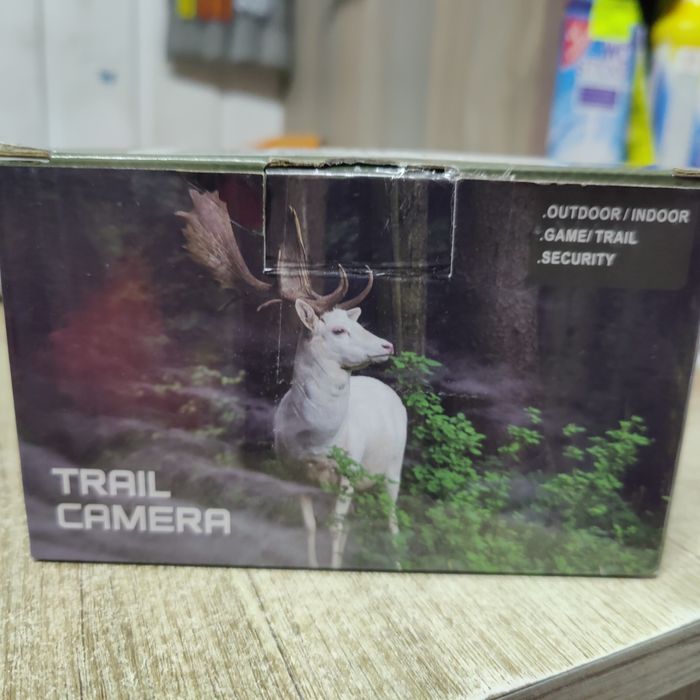 .OUTDOOR / INDOOR
.GAME/ TRAIL
.SECURITY
TRAIL
CAMERA